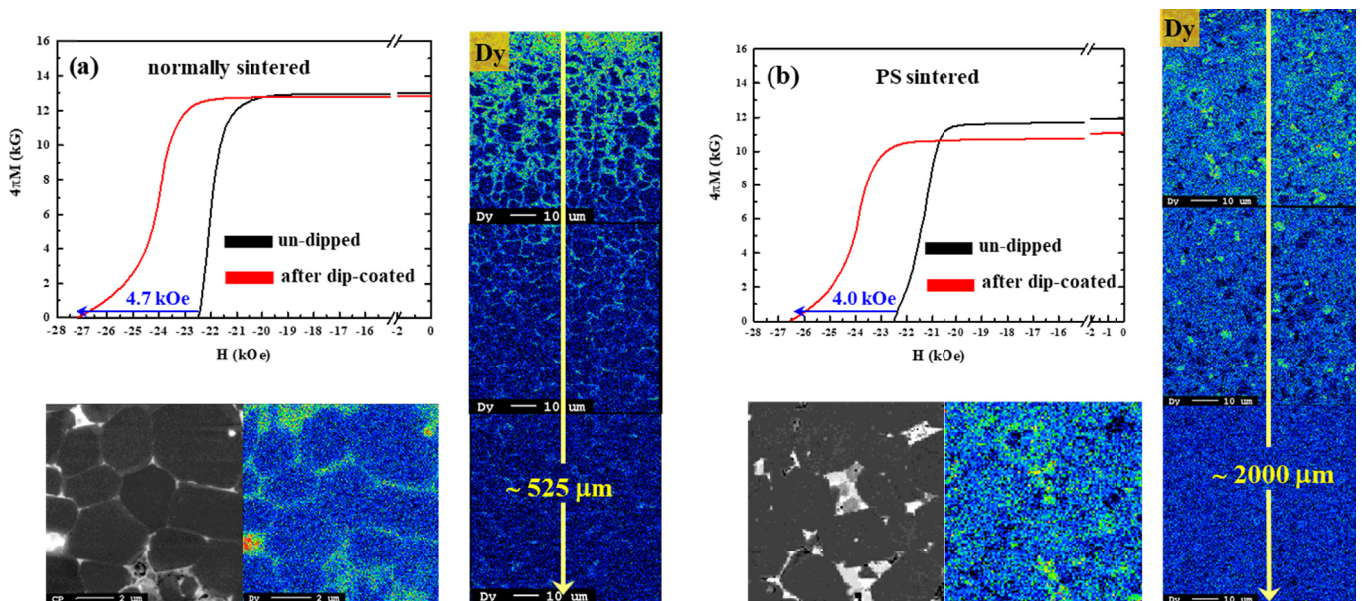 (a)
normally sintered
16
14
12
10
8
6
4
2
0
4πM (kG)
un-dipped
after dip-coated
4.7 kOe
-28 -27 -26 -25 -24 -23 -22 -21 -20 -19 -18 -17 -16 -15 -2 0
H (kOe)
CP 2 um
Dy 2 um
Dy
Dy 10 um
Dy 10 um
~ 525 μm
Dy 10 um
(b)
PS sintered
16
14
12
10
8
6
4
2
0
4πM (kG)
un-dipped
after dip-coated
4.0 kOe
-28 -27 -26 -25 -24 -23 -22 -21 -20 -19 -18 -17 -16 -15 -2 -1 0
H (kOe)
Dy
Dy 10 um
Dy 10 um
~ 2000 μm
Dy 10 um